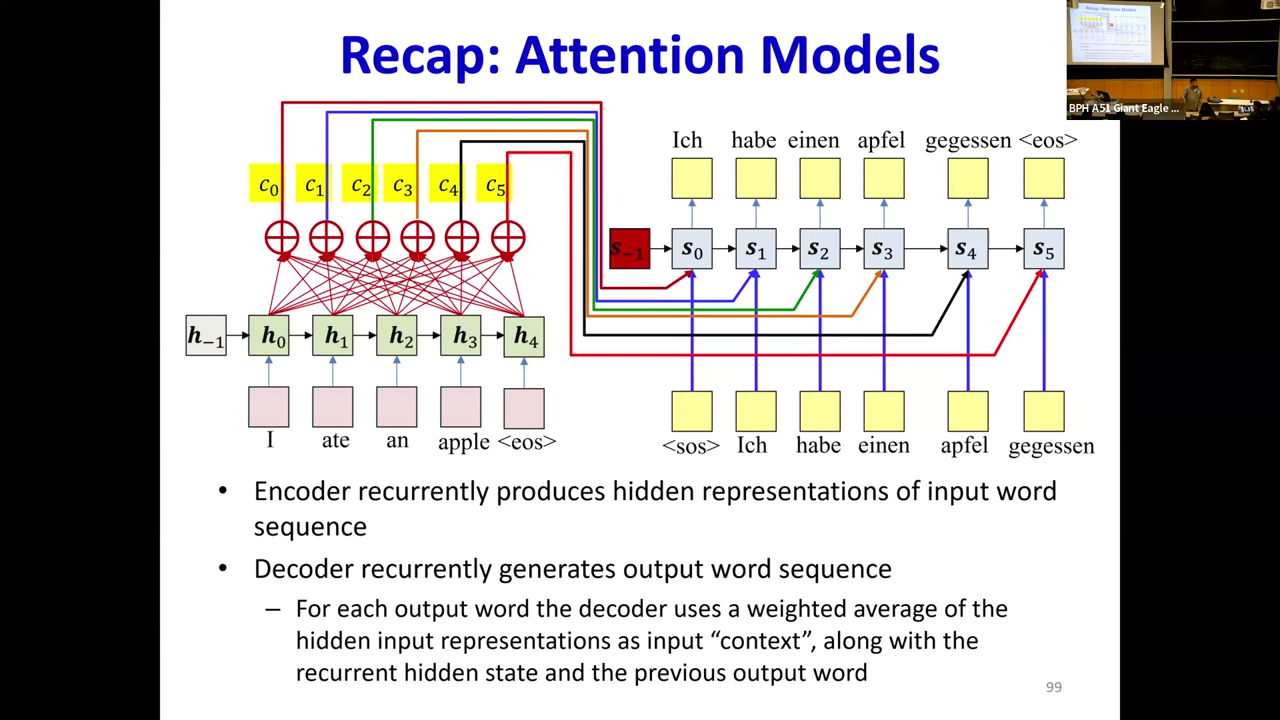 Recap: Attention Models
BPH A51 Giant Eagle ...
Ich habe einen apfel gegessen <eos>
c0 c1 c2 c3 c4 c5
s−1 s0 s1 s2 s3 s4 s5
h−1 h0 h1 h2 h3 h4
I ate an apple <eos>
<sos> Ich habe einen apfel gegessen
• Encoder recurrently produces hidden representations of input word
sequence
• Decoder recurrently generates output word sequence
– For each output word the decoder uses a weighted average of the
hidden input representations as input “context”, along with the
recurrent hidden state and the previous output word
99